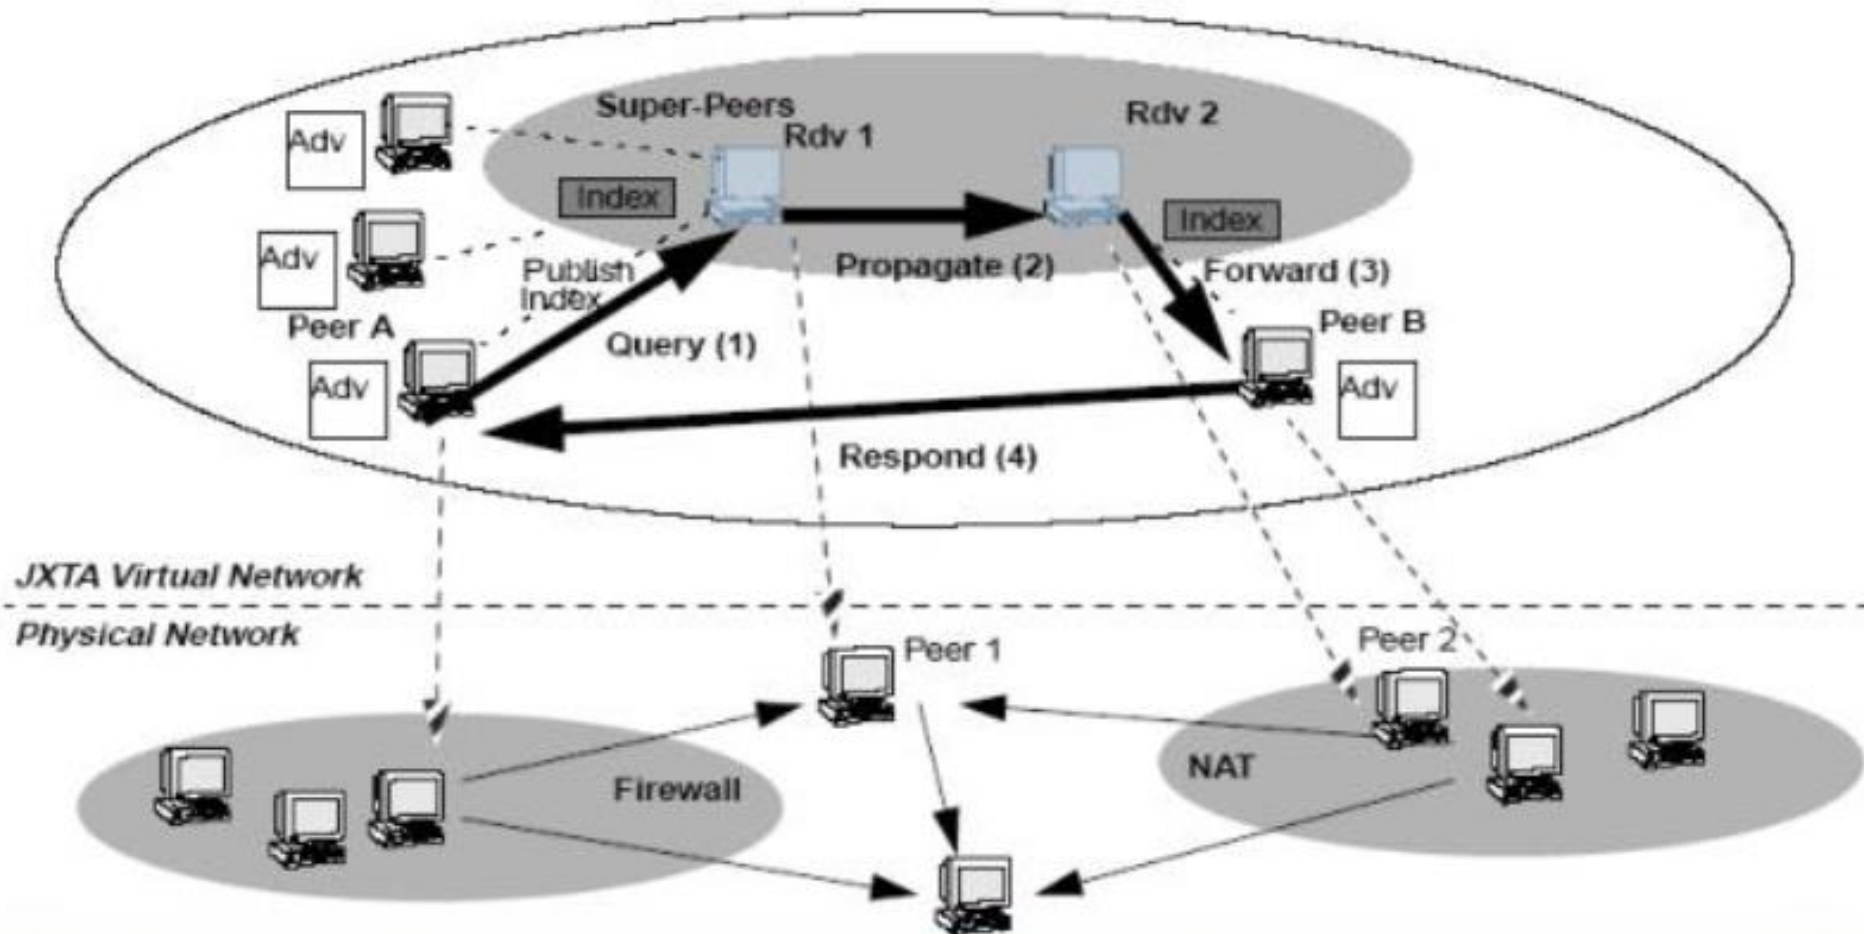 Super-Peers
Rdv 1
Rdv 2
Adv
Index
Index
Adv
Publish
Index
Propagate (2)
Forward (3)
Peer A
Query (1)
Peer B
Adv
Adv
Respond (4)
JXTA Virtual Network
Physical Network
Peer 1
Peer 2
Firewall
NAT